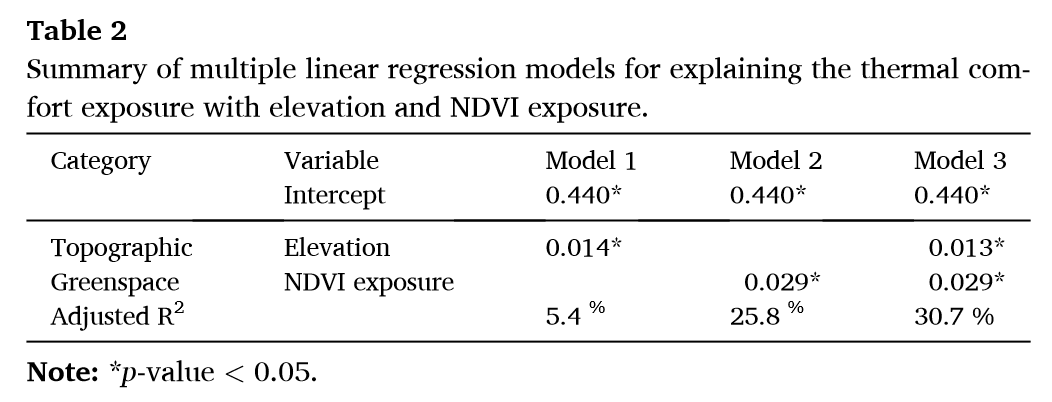 Table 2
Summary of multiple linear regression models for explaining the thermal com-
fort exposure with elevation and NDVI exposure.
Category Variable Model 1 Model 2 Model 3
Intercept 0.440* 0.440* 0.440*
Topographic Elevation 0.014* 0.013*
Greenspace NDVI exposure 0.029* 0.029*
Adjusted R² 5.4 % 25.8 % 30.7 %
Note: *p-value < 0.05.